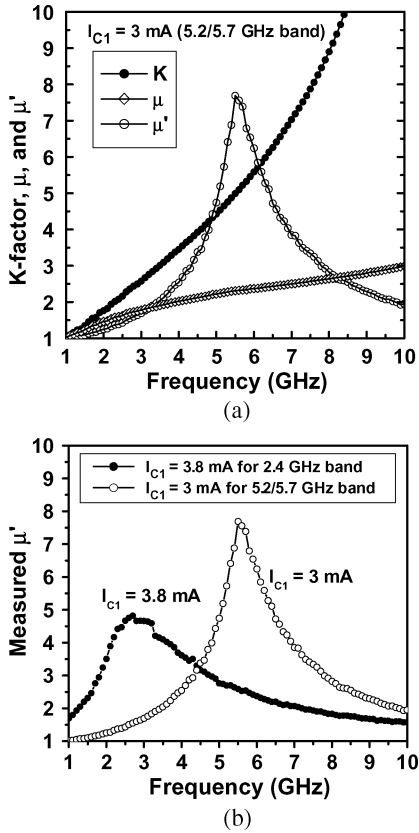 I_C1 = 3 mA (5.2/5.7 GHz band)
K
μ
μ'
K-factor, μ, and μ'
10
9
8
7
6
5
4
3
2
1
1 2 3 4 5 6 7 8 9 10
Frequency (GHz)
(a)
I_C1 = 3.8 mA for 2.4 GHz band
I_C1 = 3 mA for 5.2/5.7 GHz band
I_C1 = 3.8 mA
I_C1 = 3 mA
Measured μ'
10
9
8
7
6
5
4
3
2
1
1 2 3 4 5 6 7 8 9 10
Frequency (GHz)
(b)